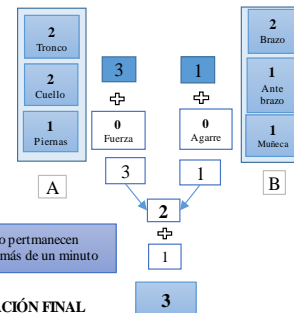 2
Tronco
2
Cuello
1
Piernas
A
3
0
Fuerza
3
1
0
Agarre
1
2
Brazo
1
Ante
brazo
1
Muñeca
B
2
1
o pertmanecen
más de un minuto
ACIÓN FINAL
3